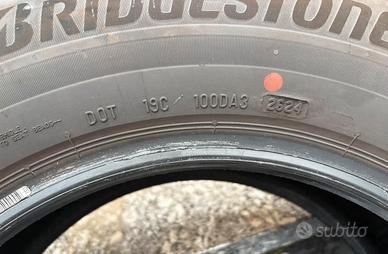 BRIDGESTONE
DOT 19C 100DA3 2624
subito